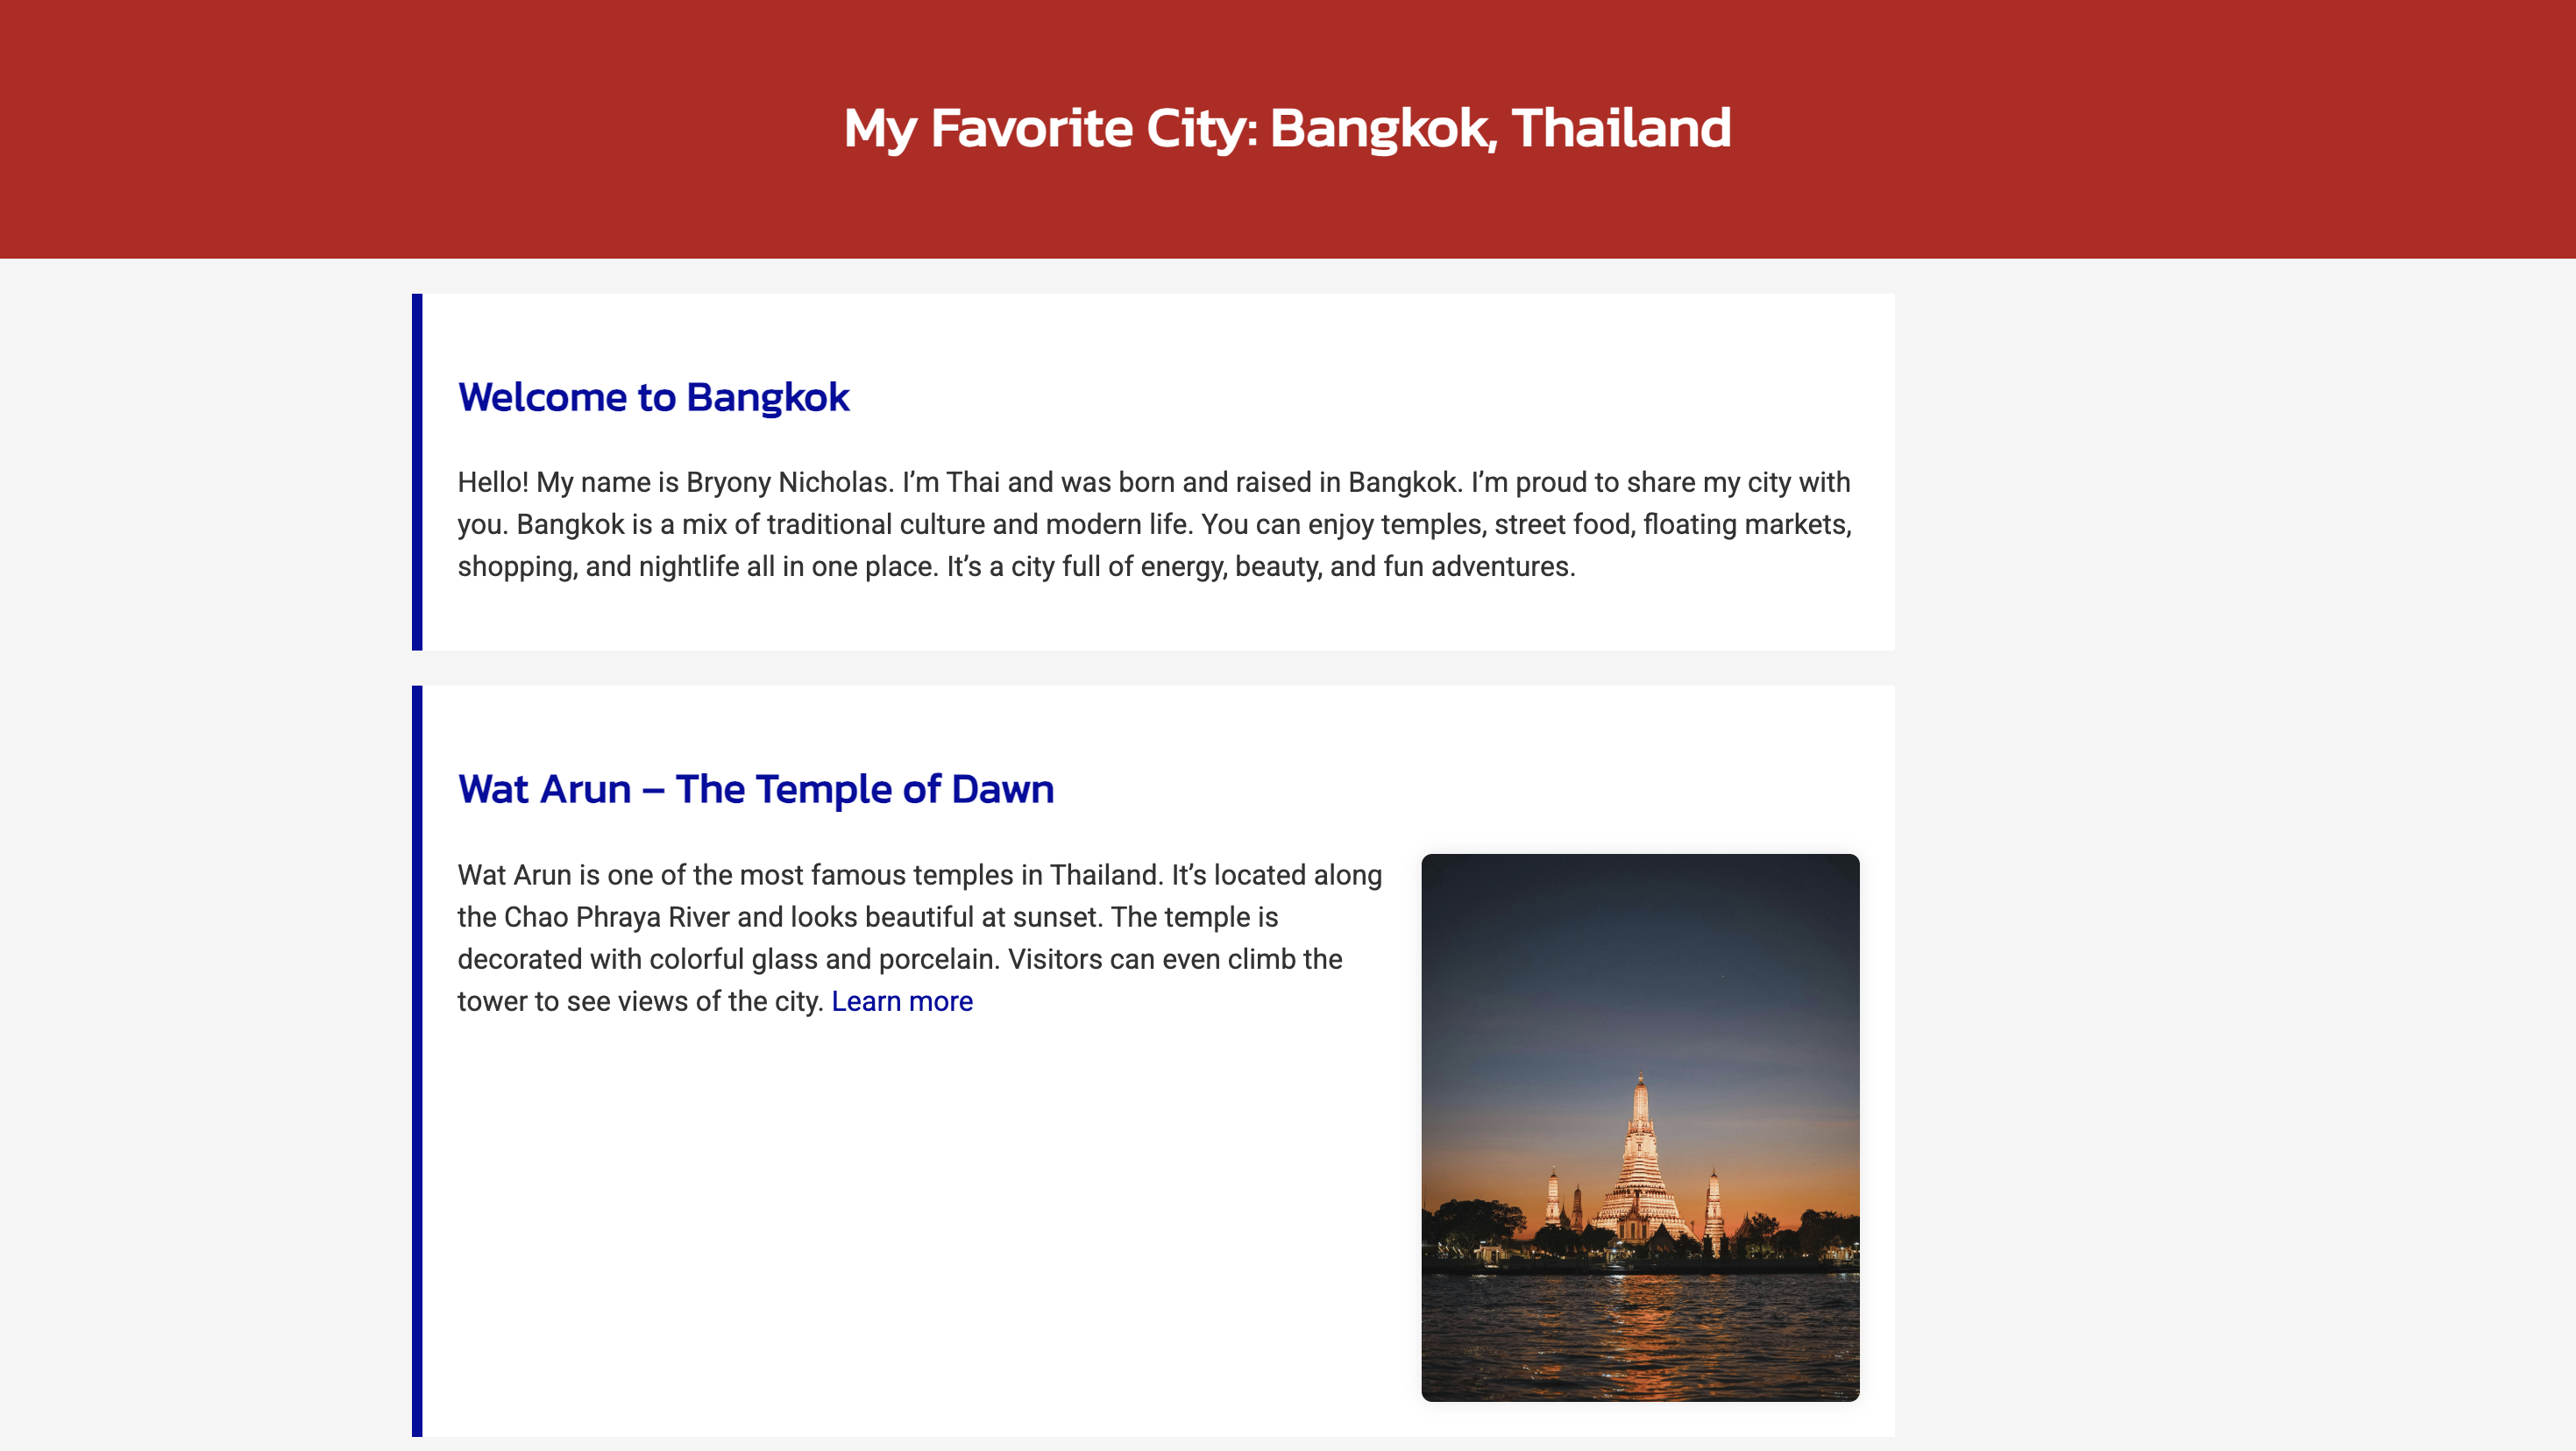 My Favorite City: Bangkok, Thailand
Welcome to Bangkok
Hello! My name is Bryony Nicholas. I’m Thai and was born and raised in Bangkok. I’m proud to share my city with
you. Bangkok is a mix of traditional culture and modern life. You can enjoy temples, street food, floating markets,
shopping, and nightlife all in one place. It’s a city full of energy, beauty, and fun adventures.
Wat Arun – The Temple of Dawn
Wat Arun is one of the most famous temples in Thailand. It’s located along
the Chao Phraya River and looks beautiful at sunset. The temple is
decorated with colorful glass and porcelain. Visitors can even climb the
tower to see views of the city. Learn more